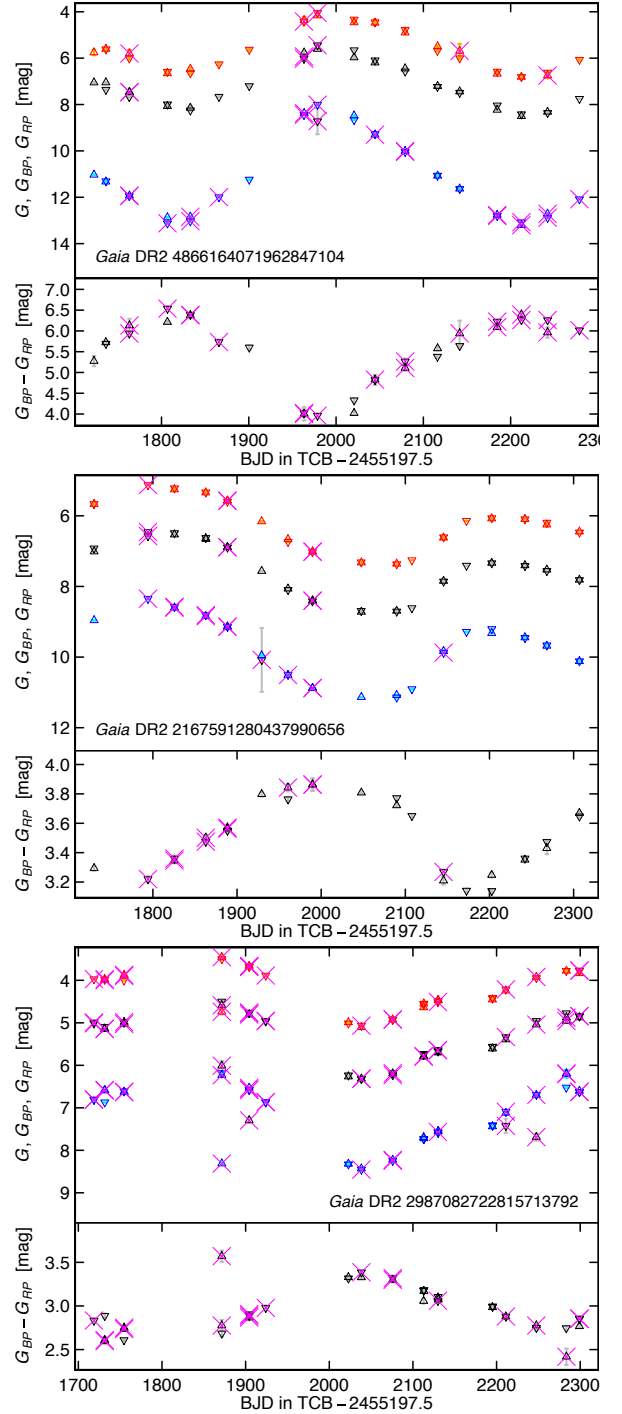 4
6
8
10
12
14
G, G_BP, G_RP [mag]
Gaia DR2 4866164071962847104
7.0
6.5
6.0
5.5
5.0
4.5
4.0
G_BP − G_RP [mag]
1800 1900 2000 2100 2200 230
BJD in TCB − 2455197.5
6
8
10
12
G, G_BP, G_RP [mag]
Gaia DR2 2167591280437990656
4.0
3.8
3.6
3.4
3.2
G_BP − G_RP [mag]
1800 1900 2000 2100 2200 2300
BJD in TCB − 2455197.5
4
5
6
7
8
9
G, G_BP, G_RP [mag]
Gaia DR2 2987082722815713792
3.5
3.0
2.5
G_BP − G_RP [mag]
1700 1800 1900 2000 2100 2200 2300
BJD in TCB − 2455197.5